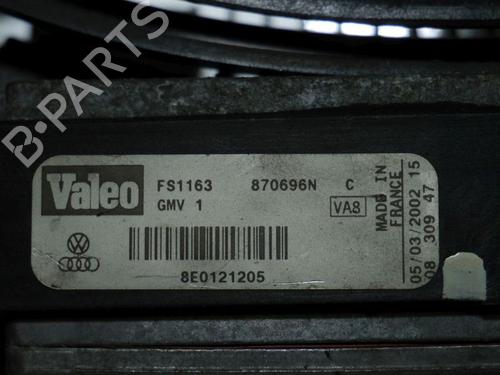 B-PARTS
Valeo
FS1163 870696N C
GMV 1 VA8
8E0121205
MADE IN
FRANCE
05/03/2002 15
08 309 47